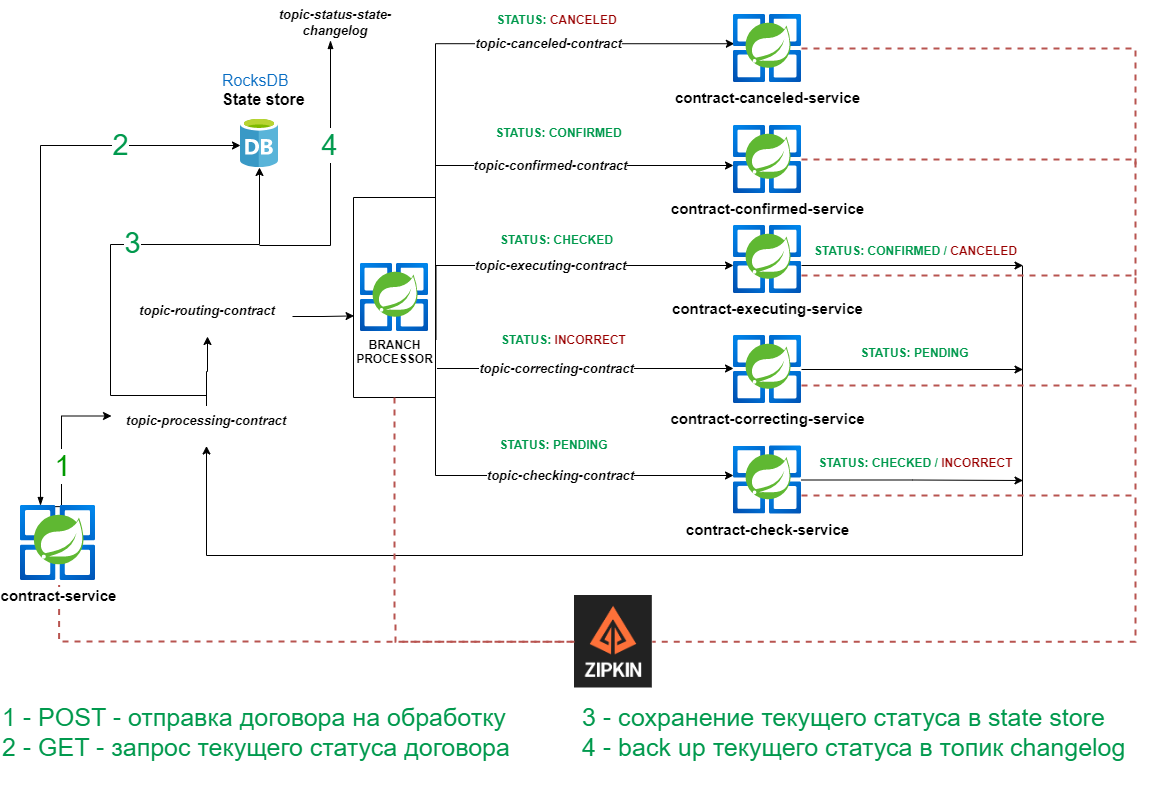 topic-status-state-
changelog
STATUS: CANCELED
topic-canceled-contract
contract-canceled-service
RocksDB
State store
DB
2
4
STATUS: CONFIRMED
topic-confirmed-contract
contract-confirmed-service
3
STATUS: CHECKED
topic-executing-contract
STATUS: CONFIRMED / CANCELED
contract-executing-service
topic-routing-contract
BRANCH
PROCESSOR
STATUS: INCORRECT
topic-correcting-contract
STATUS: PENDING
contract-correcting-service
topic-processing-contract
1
STATUS: PENDING
topic-checking-contract
STATUS: CHECKED / INCORRECT
contract-check-service
contract-service
ZIPKIN
1 - POST - отправка договора на обработку
2 - GET - запрос текущего статуса договора
3 - сохранение текущего статуса в state store
4 - back up текущего статуса в топик changelog